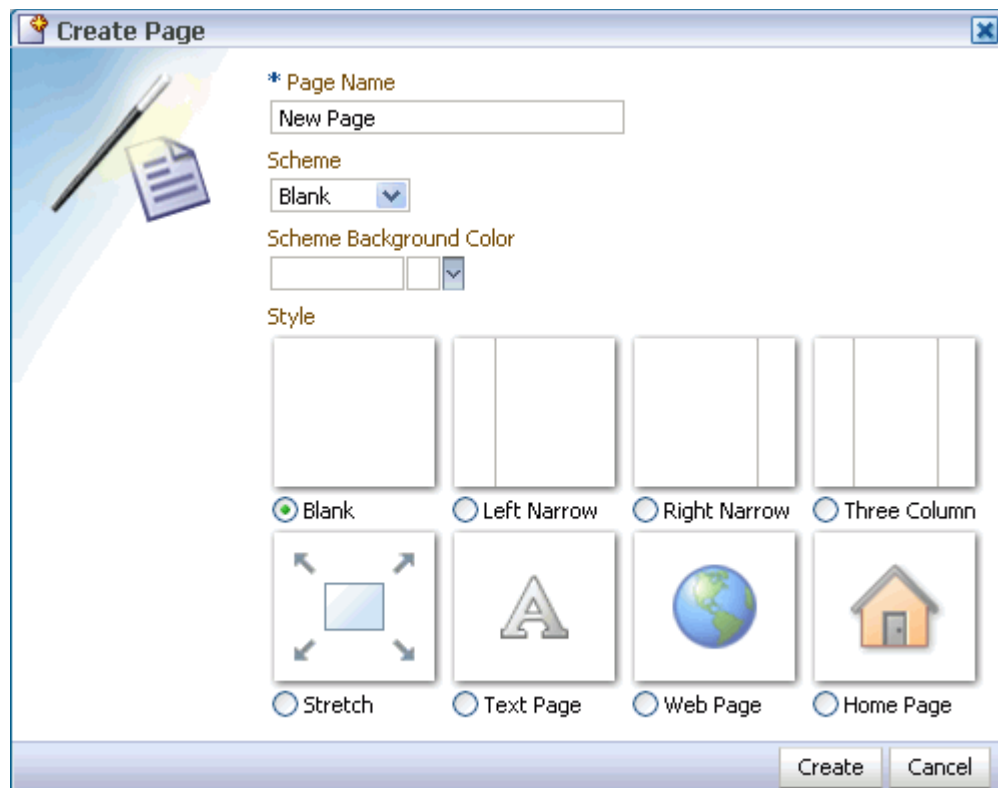 Create Page
* Page Name
New Page
Scheme
Blank
Scheme Background Color
Style
Blank
Left Narrow
Right Narrow
Three Column
A
Stretch
Text Page
Web Page
Home Page
Create
Cancel